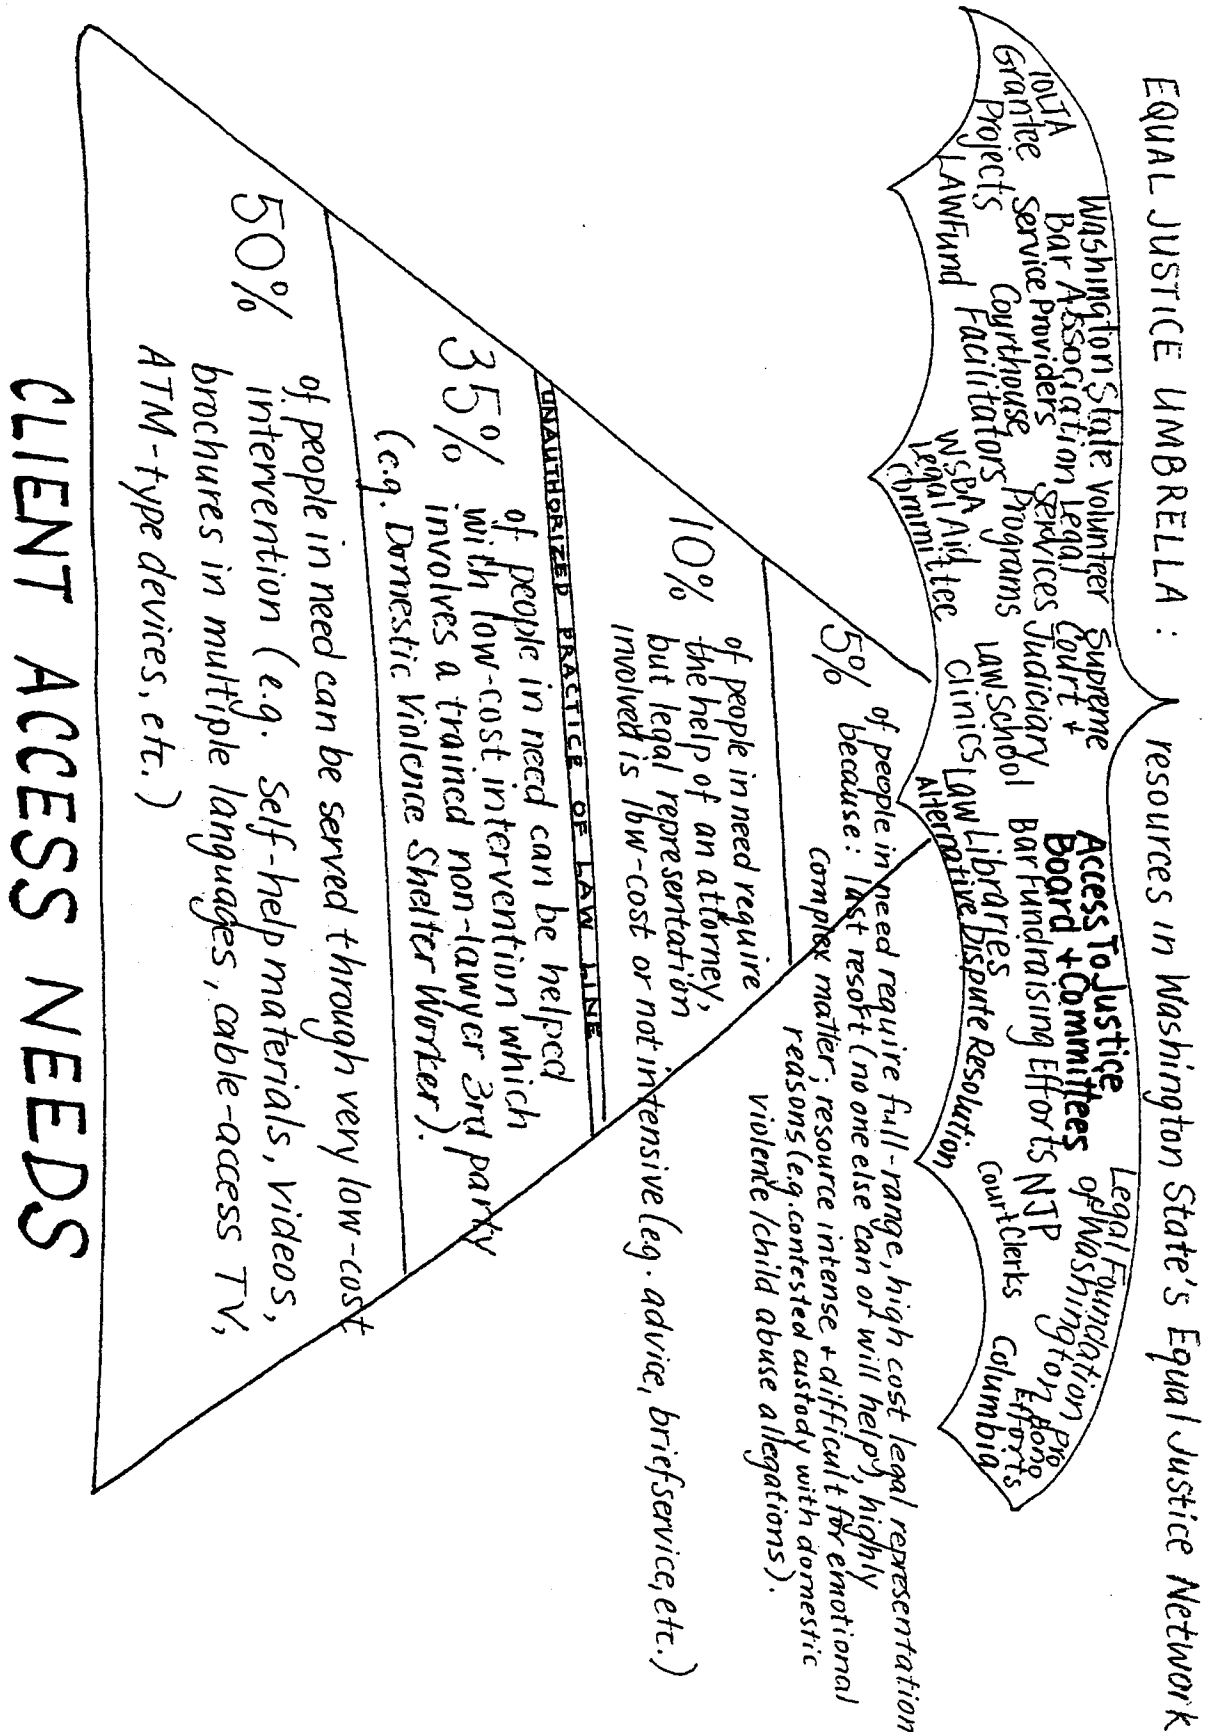 EQUAL JUSTICE UMBRELLA: resources in Washington State's Equal Justice Network
IOLTA
Grantee
Projects
Washington State
Bar Association
Service Providers
Courthouse
Facilitators
LAWFund
Volunteer
Legal
Services
Programs
WSBA
Legal Aid
Committee
Supreme
Court +
Judiciary
Law School
Clinics
Access To Justice
Board + Committees
Bar Fundraising Efforts
Law Libraries
Alternative Dispute Resolution
Legal Foundation
of Washington
NJP
Court Clerks
Pro
Bono
Efforts
Columbia
5% of people in need require full-range, high cost legal representation
because: last resort (no one else can or will help), highly
complex matter; resource intense + difficult for emotional
reasons (e.g. contested custody with domestic
violence/child abuse allegations).
10% of people in need require
the help of an attorney,
but legal representation
involved is low-cost or not intensive (eg. advice, brief service, etc.)
UNAUTHORIZED PRACTICE OF LAW LINE
35% of people in need can be helped
with low-cost intervention which
involves a trained non-lawyer 3rd party
(e.g. Domestic Violence Shelter Worker).
50% of people in need can be served through very low-cost
intervention (e.g. Self-help materials, videos,
brochures in multiple languages, cable-access TV,
ATM-type devices, etc.)
CLIENT ACCESS NEEDS